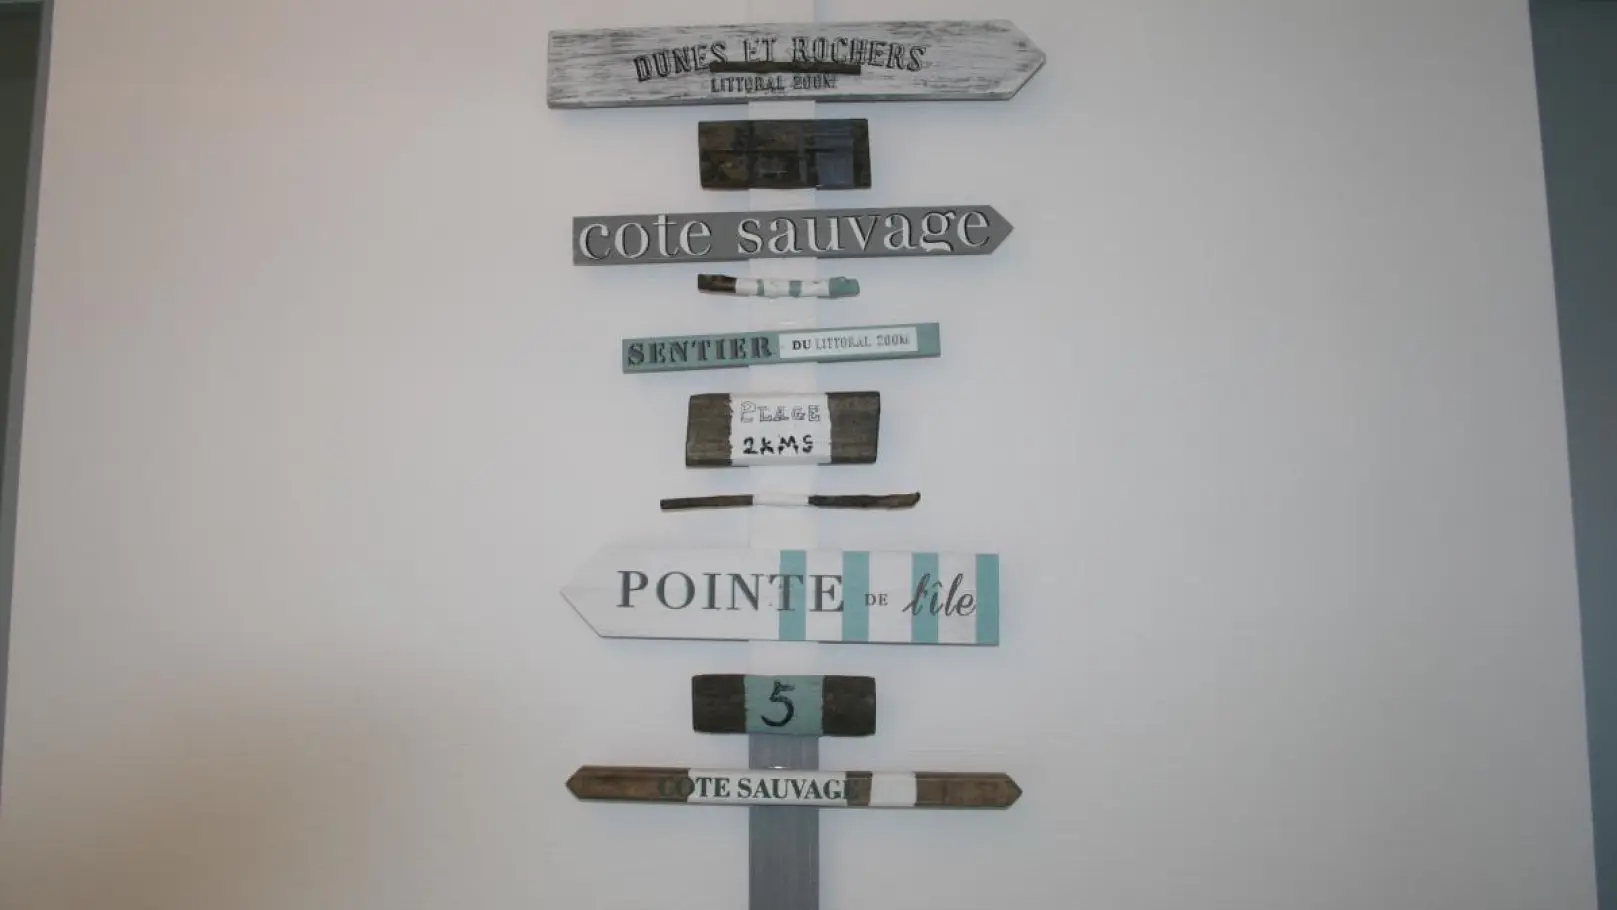 DUNES ET ROCHERS
LITTORAL 200M
cote sauvage
SENTIER DU LITTORAL 200M
PLAGE
2KMS
POINTE DE l'île
5
COTE SAUVAGE